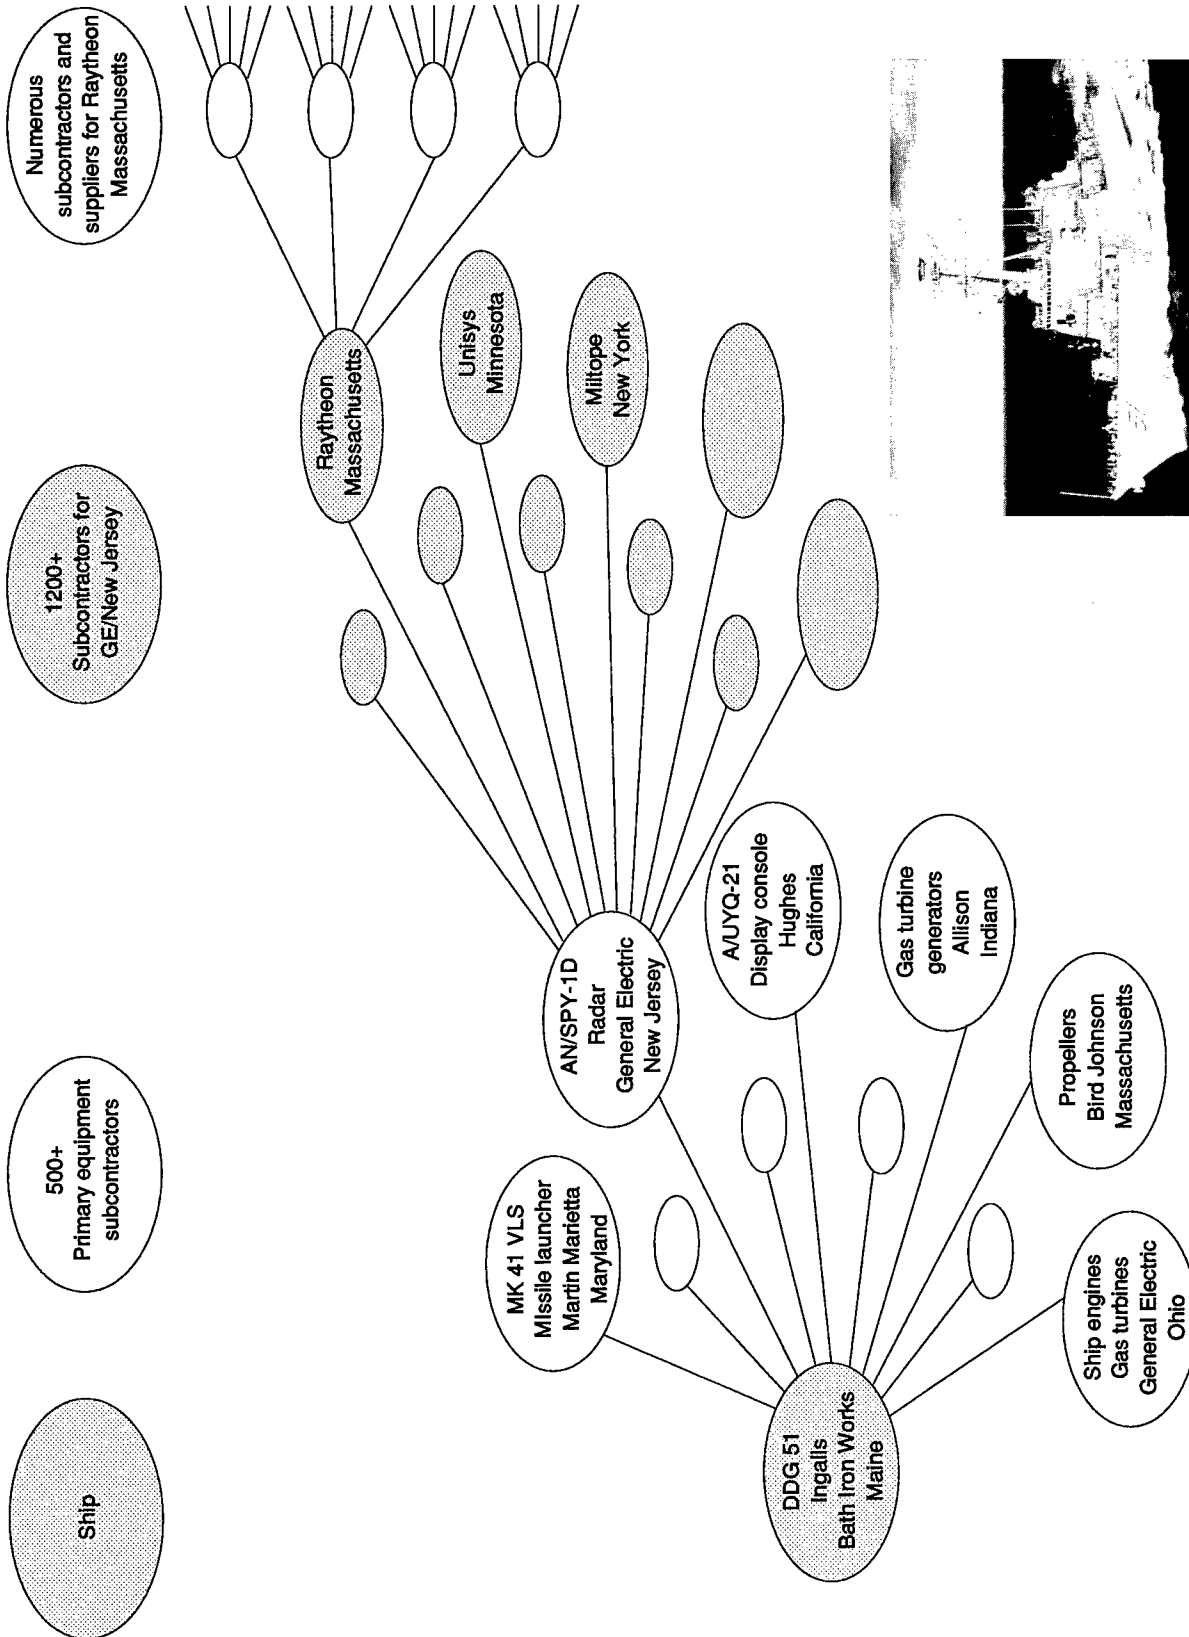 Ship
500+
Primary equipment
subcontractors
1200+
Subcontractors for
GE/New Jersey
Numerous
subcontractors and
suppliers for Raytheon
Massachusetts
Raytheon
Massachusetts
Unisys
Minnesota
MK 41 VLS
Missile launcher
Martin Marietta
Maryland
AN/SPY-1D
Radar
General Electric
New Jersey
Miltope
New York
A/UYQ-21
Display console
Hughes
California
DDG 51
Ingalls
Bath Iron Works
Maine
Gas turbine
generators
Allison
Indiana
Propellers
Bird Johnson
Massachusetts
Ship engines
Gas turbines
General Electric
Ohio